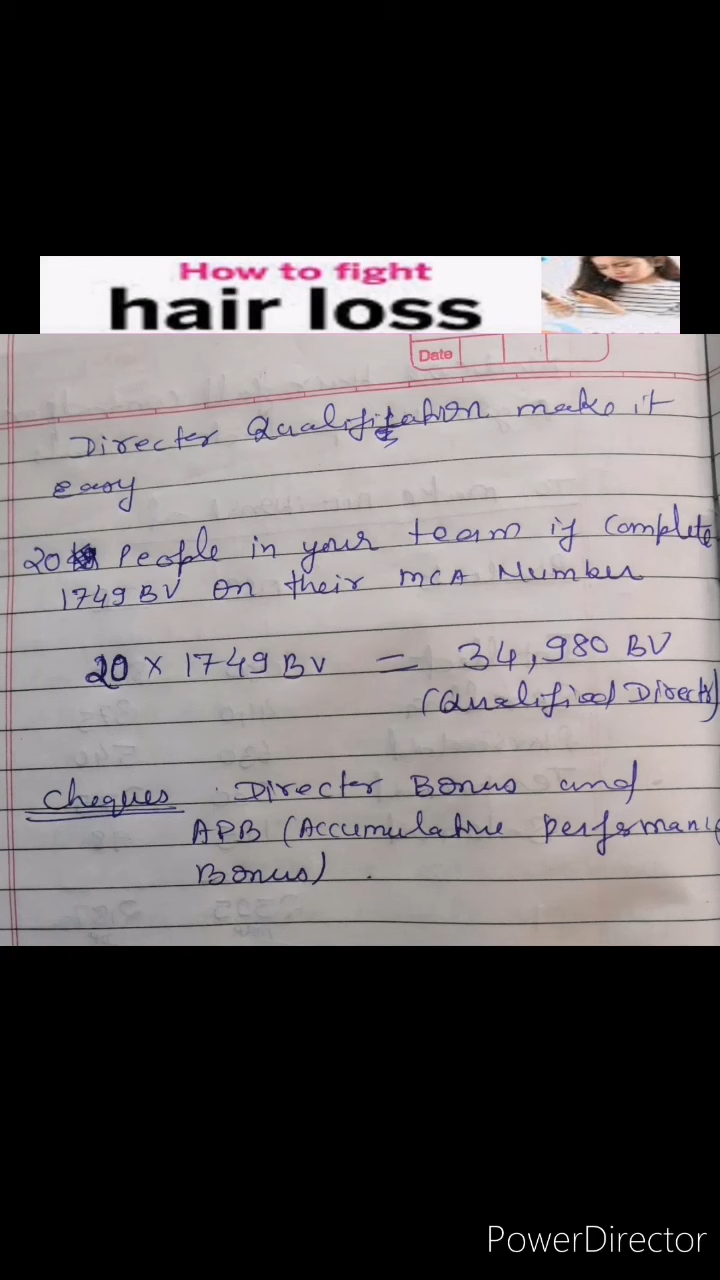 How to fight
hair loss
Date
Director Qualification make it
easy
20 People in your team if Complete
1749 BV on their MCA Number
20 × 1749 BV = 34,980 BV
(Qualified Direct
Cheques : Director Bonus and
APB (Accumulative performanc
Bonus) .
PowerDirector